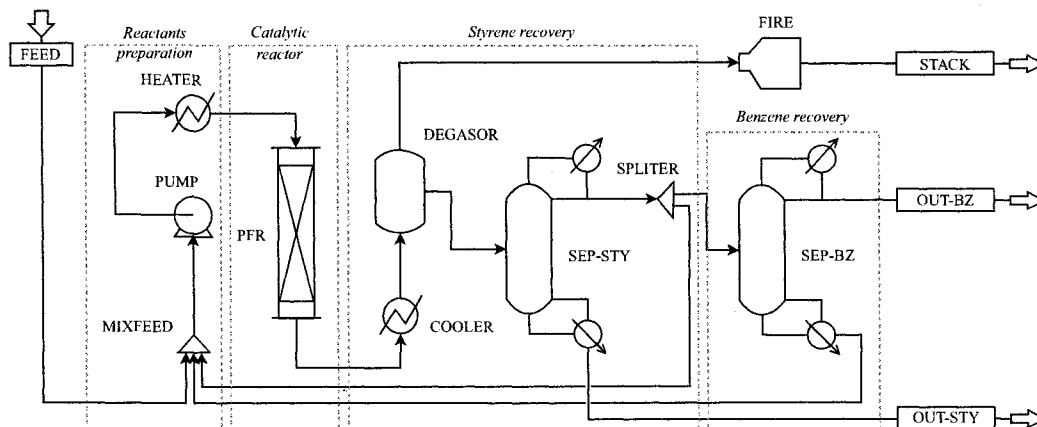 FEED
Reactants
preparation
Catalytic
reactor
Styrene recovery
FIRE
STACK
HEATER
DEGASOR
Benzene recovery
PUMP
SPLITER
OUT-BZ
PFR
SEP-STY
SEP-BZ
MIXFEED
COOLER
OUT-STY